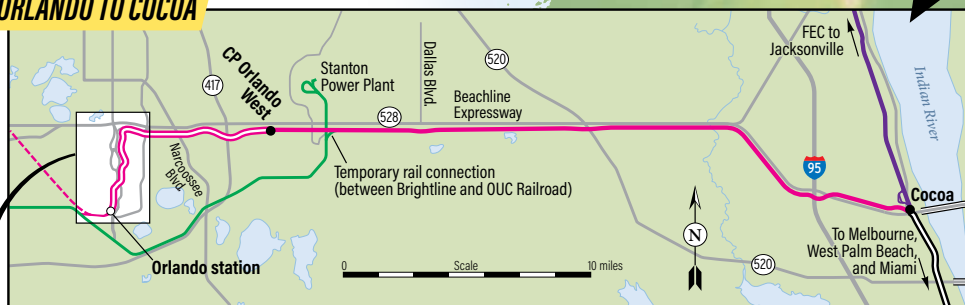 ORLANDO TO COCOA
FEC to
Jacksonville
Indian River
520
Dallas Blvd.
Stanton
Power Plant
CP Orlando
West
417
528
Beachline
Expressway
Narcoossee
Blvd.
Temporary rail connection
(between Brightline and OUC Railroad)
95
Cocoa
N
To Melbourne,
West Palm Beach,
and Miami
520
Orlando station
0 Scale 10 miles